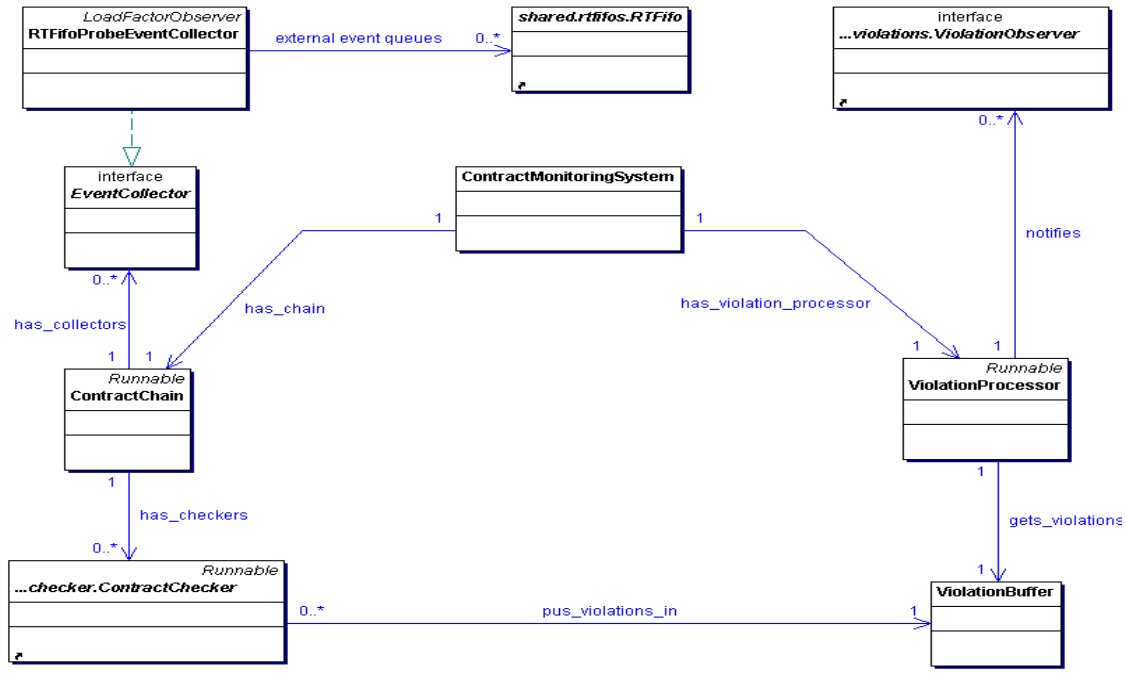 LoadFactorObserver
RTFifoProbeEventCollector
external event queues
0..*
shared.rtfifos.RTFifo
interface
...violations.ViolationObserver
0..*
interface
EventCollector
ContractMonitoringSystem
1
1
notifies
0..*
has_chain
has_violation_processor
has_collectors
1
1
1
1
Runnable
ContractChain
Runnable
ViolationProcessor
1
1
has_checkers
gets_violations
0..*
Runnable
...checker.ContractChecker
1
ViolationBuffer
0..*
pus_violations_in
1